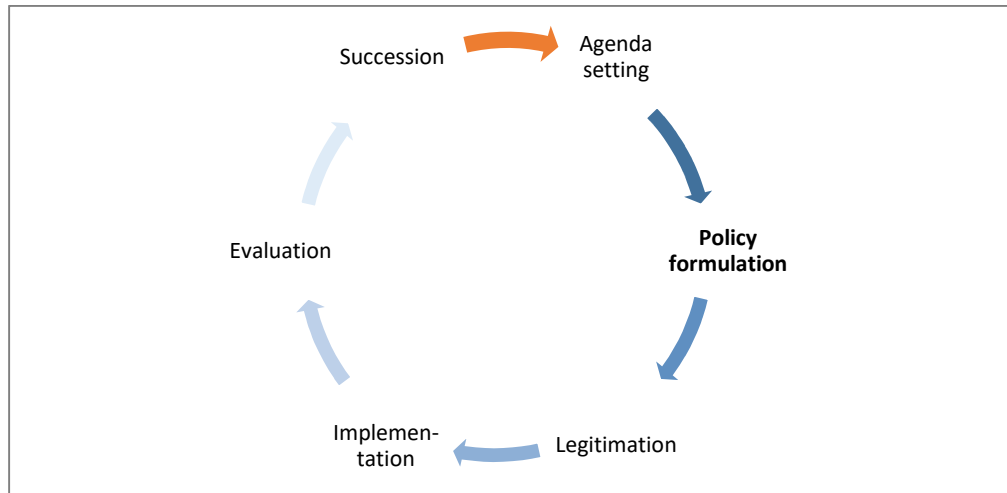 Agenda
setting
Policy
formulation
Legitimation
Implemen-
tation
Evaluation
Succession